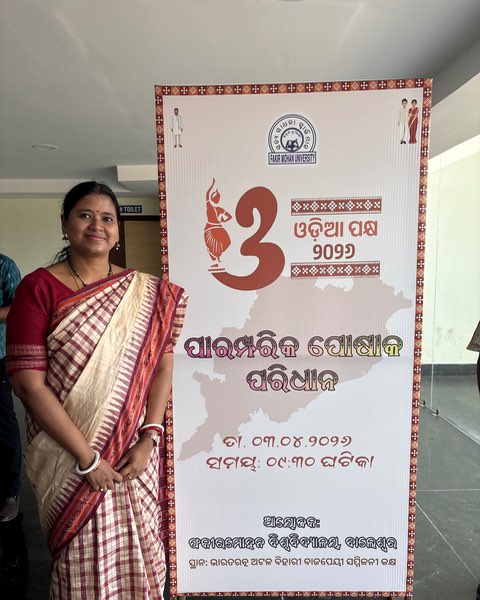 TOILET
FAKIR MOHAN UNIVERSITY
ଓଡ଼ିଆ ପକ୍ଷ
୨୦୨୬
ପାରମ୍ପରିକ ପୋଷାକ
ପରିଧାନ
ତା. ୦୩.୦୪.୨୦୨୬
ସମୟ: ୦୯:୩୦ ଘଟିକା
ଆୟୋଜକ:
ଫକୀରମୋହନ ବିଶ୍ୱବିଦ୍ୟାଳୟ, ବାଲେଶ୍ୱର
ସ୍ଥାନ: ଭାରତରତ୍ନ ଅଟଳ ବିହାରୀ ବାଜପେୟୀ ସମ୍ମିଳନୀ କକ୍ଷ